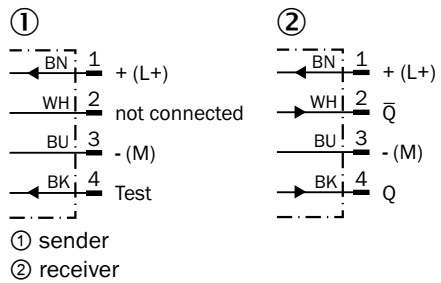 ① ②
BN 1 + (L+)
WH 2 not connected
BU 3 - (M)
BK 4 Test
BN 1 + (L+)
WH 2 Q̅
BU 3 - (M)
BK 4 Q
① sender
② receiver